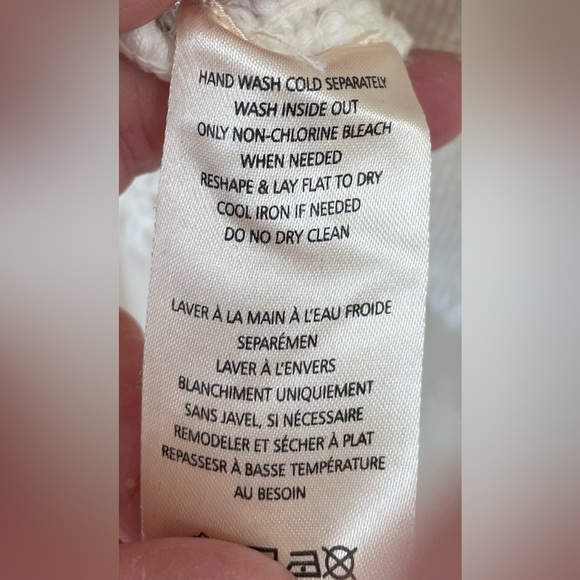 HAND WASH COLD SEPARATELY
WASH INSIDE OUT
ONLY NON-CHLORINE BLEACH
WHEN NEEDED
RESHAPE & LAY FLAT TO DRY
COOL IRON IF NEEDED
DO NO DRY CLEAN
LAVER À LA MAIN À L'EAU FROIDE
SEPARÉMEN
LAVER À L'ENVERS
BLANCHIMENT UNIQUIEMENT
SANS JAVEL, SI NÉCESSAIRE
REMODELER ET SÉCHER À PLAT
REPASSESR À BASSE TEMPÉRATURE
AU BESOIN